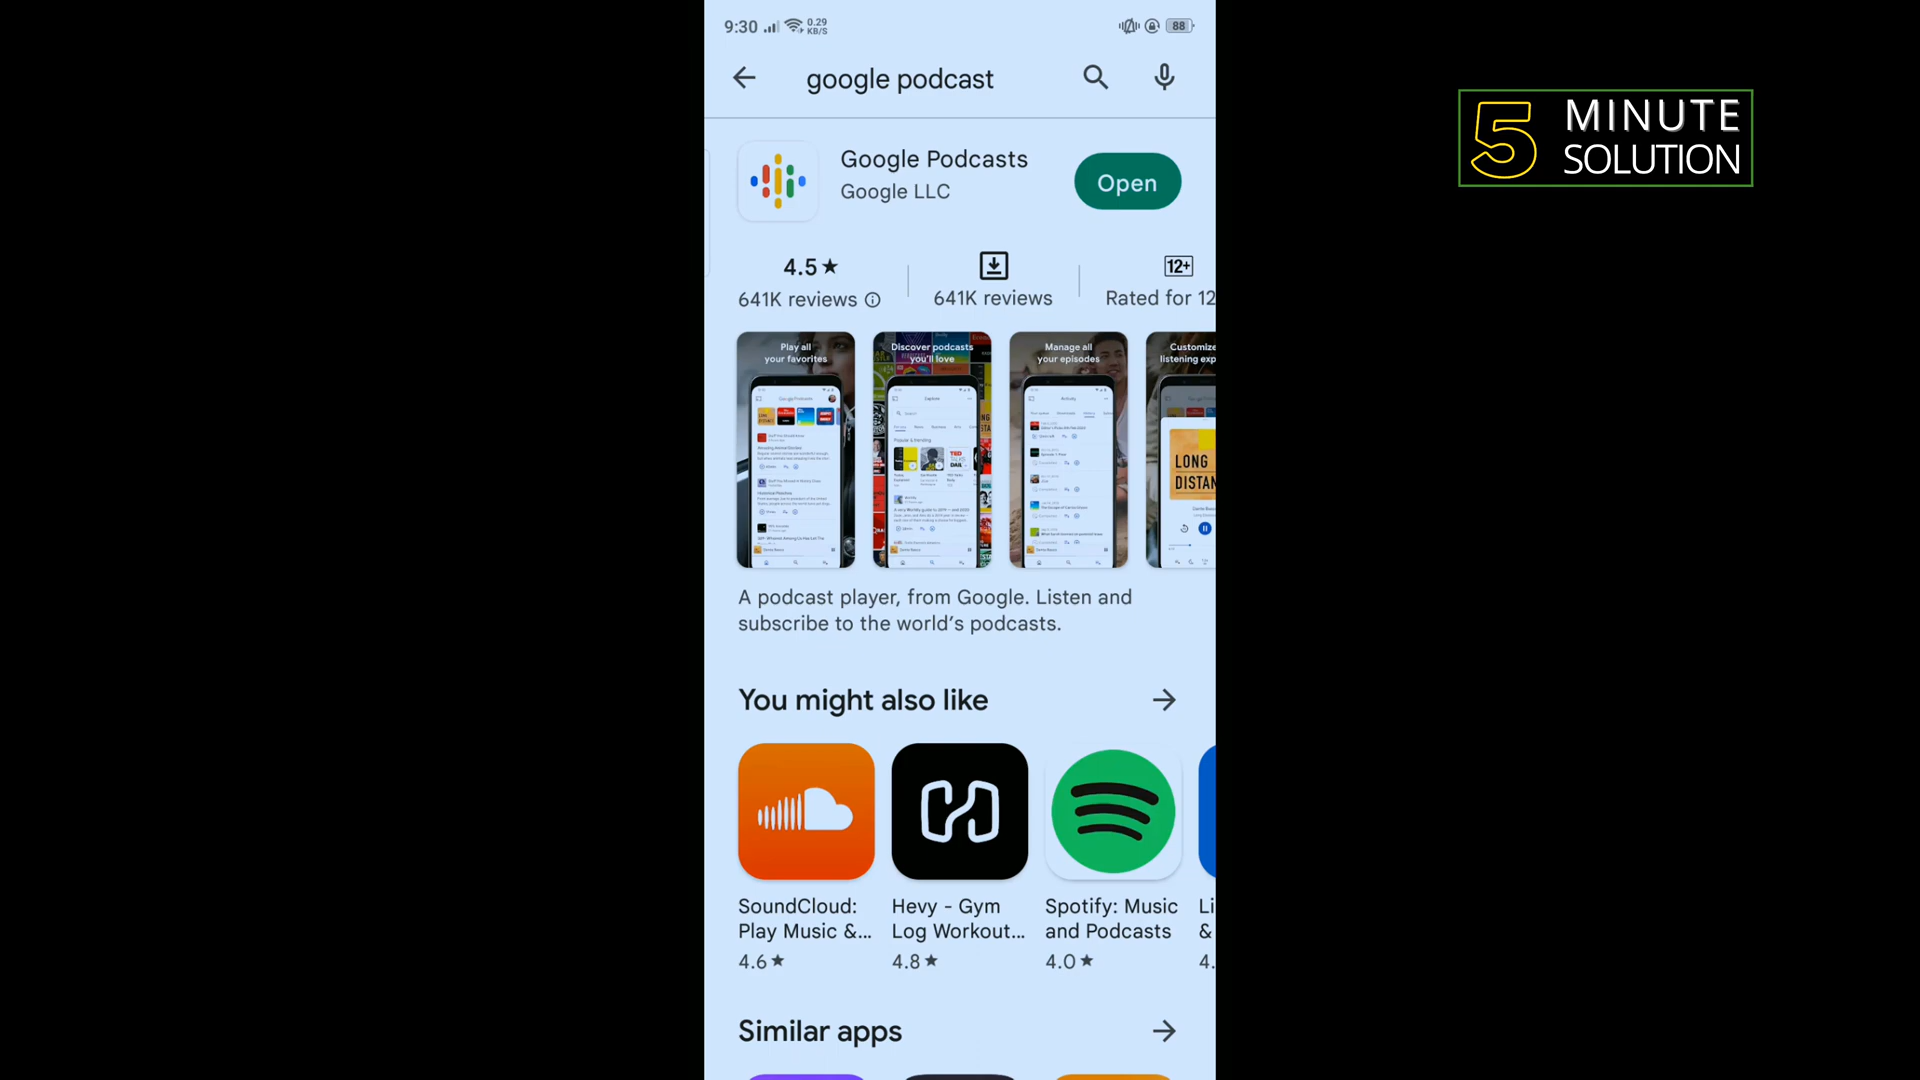 9:30
0.29
KB/S
88
google podcast
5 MINUTE
SOLUTION
Google Podcasts
Google LLC
Open
4.5★
641K reviews
641K reviews
12+
Rated for 12
Play all
your favorites
Discover podcasts
you'll love
Manage all
your episodes
Customize
listening exp
LONG
DISTAN
A podcast player, from Google. Listen and
subscribe to the world's podcasts.
You might also like
SoundCloud:
Play Music &...
4.6★
Hevy - Gym
Log Workout...
4.8★
Spotify: Music
and Podcasts
4.0★
Li
&
4.
Similar apps